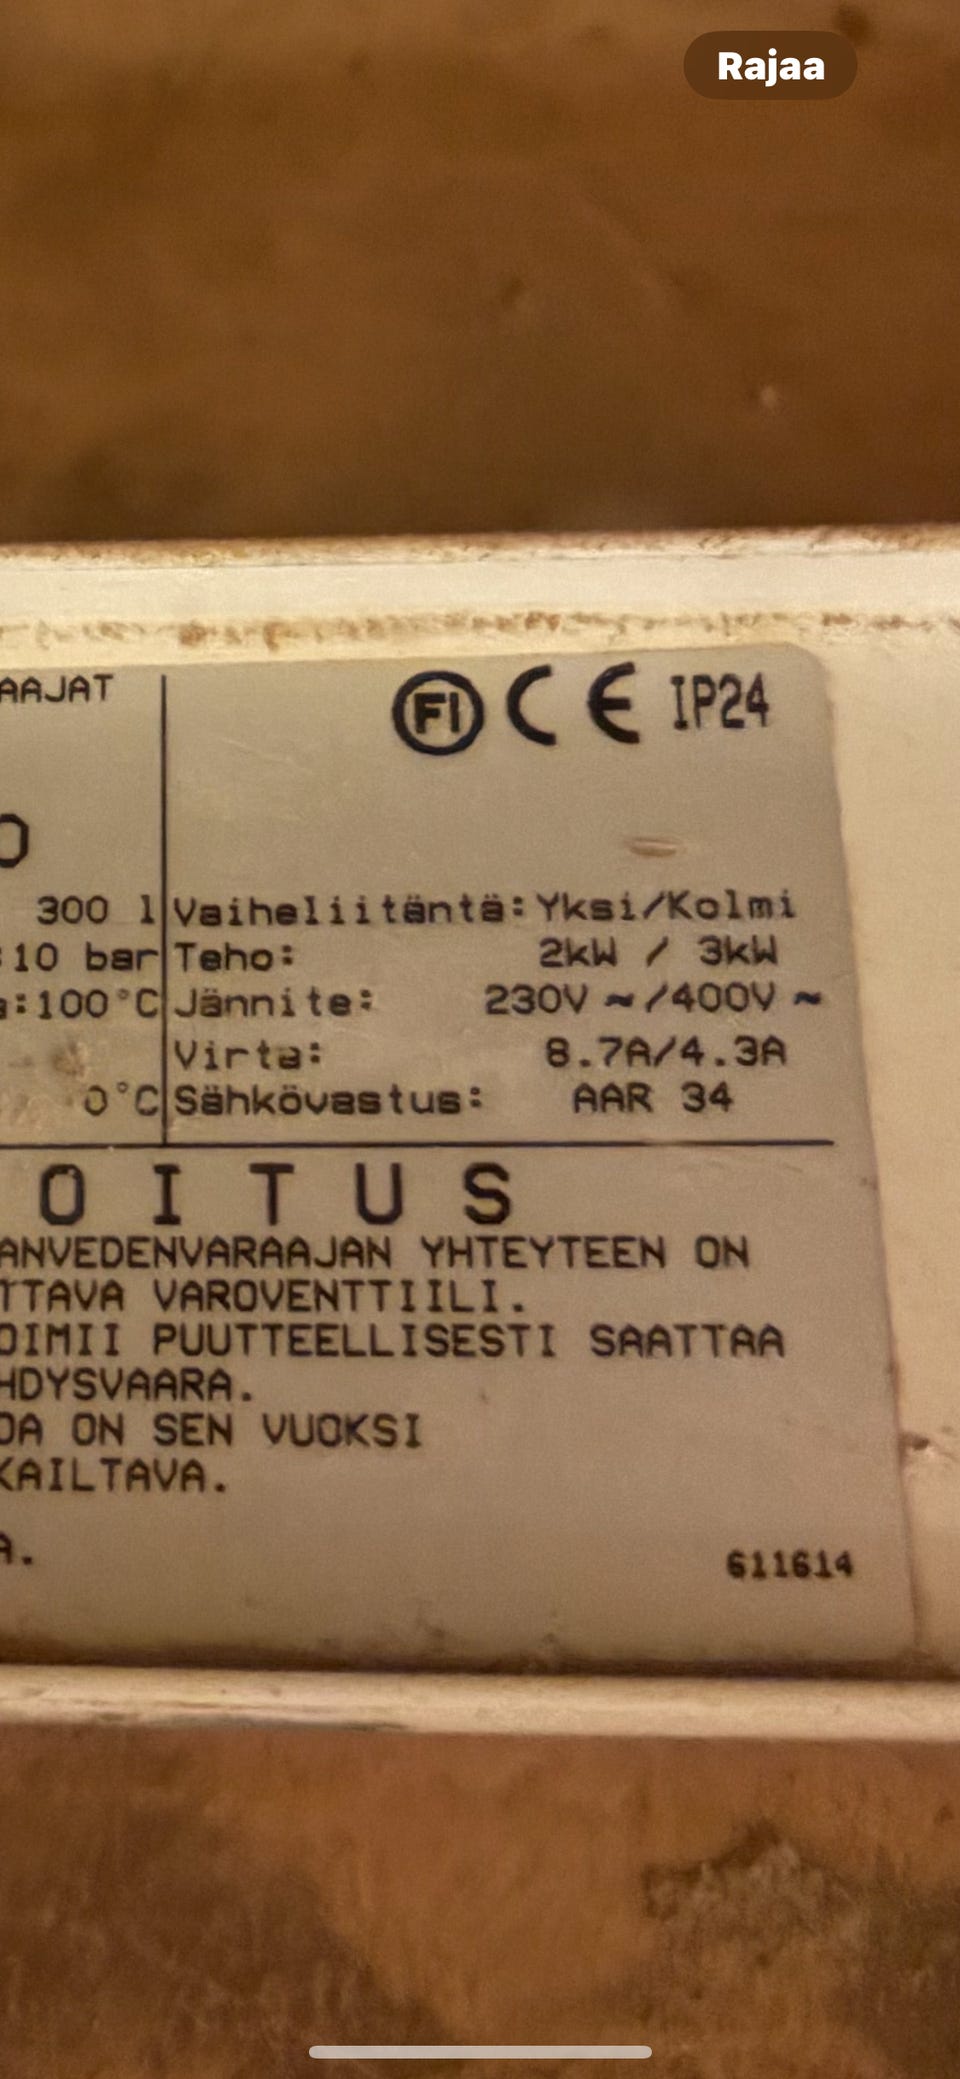 Rajaa
AAJAT
FI CE IP24
O
300 l Vaiheliitäntä: Yksi/Kolmi
:10 bar Teho: 2kW / 3kW
a:100°C Jännite: 230V ~/400V ~
Virta: 8.7A/4.3A
0°C Sähkövastus: AAR 34
OITUS
ANVEDENVARAAJAN YHTEYTEEN ON
TTAVA VAROVENTTIILI.
OIMII PUUTTEELLISESTI SAATTAA
HDYSVAARA.
OA ON SEN VUOKSI
KAILTAVA.
A.
611614